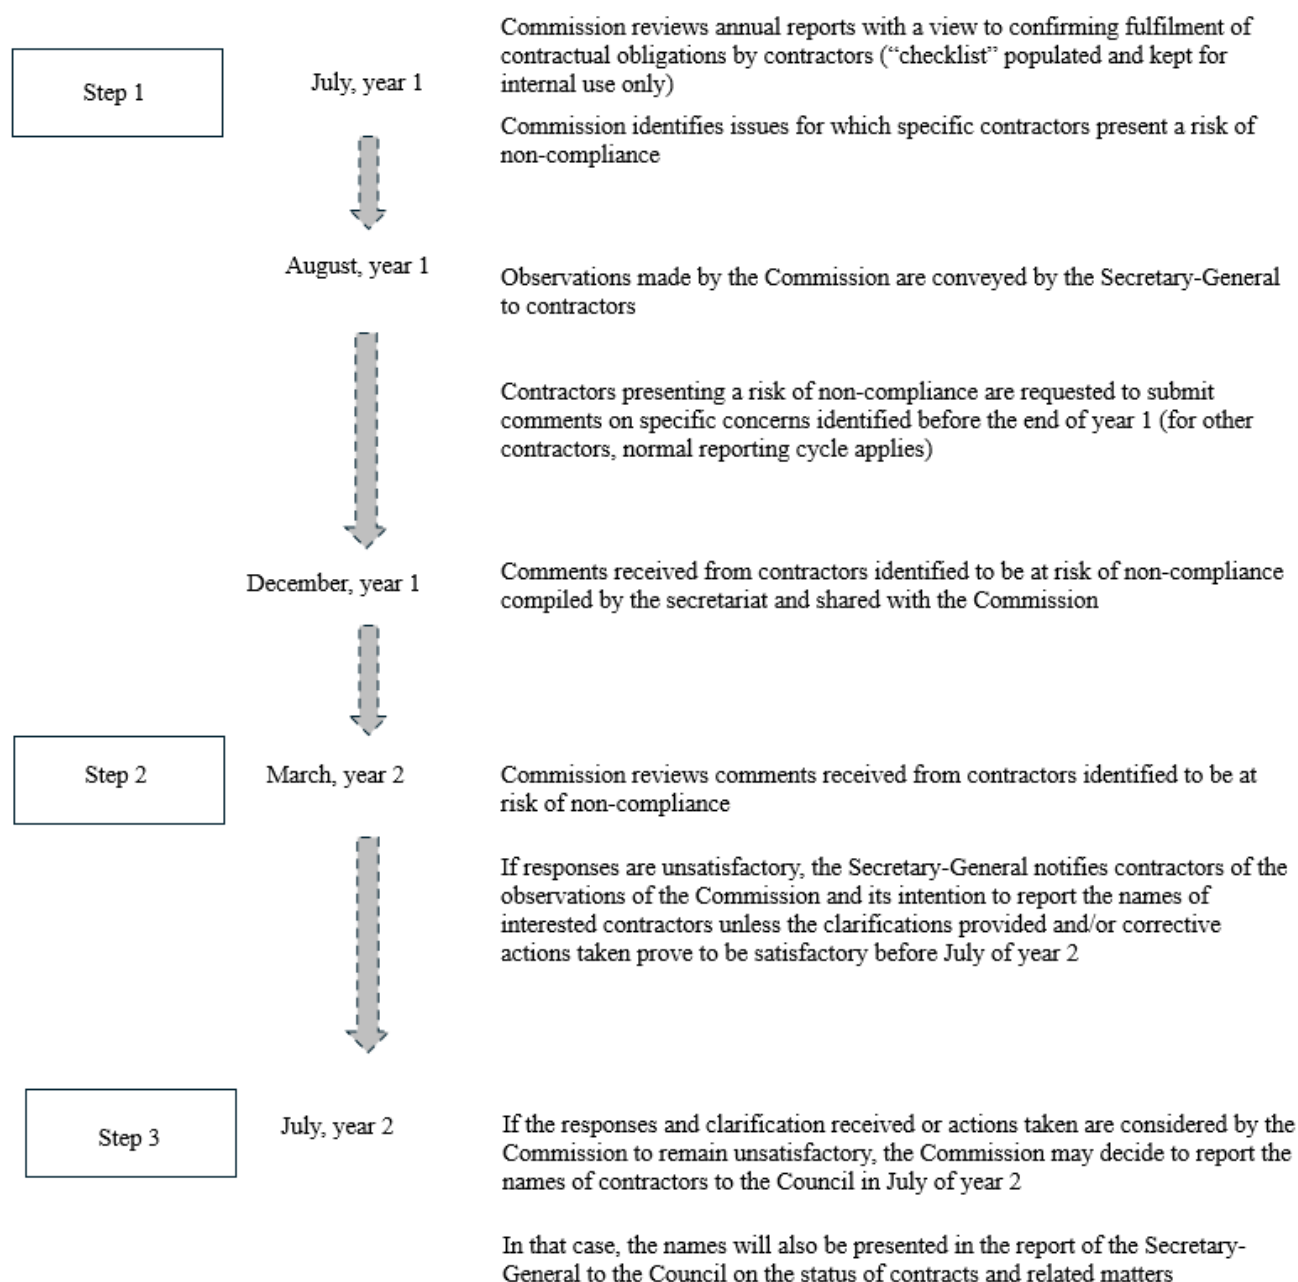 Commission reviews annual reports with a view to confirming fulfilment of
contractual obligations by contractors (“checklist” populated and kept for
internal use only)
Step 1
July, year 1
Commission identifies issues for which specific contractors present a risk of
non-compliance
August, year 1
Observations made by the Commission are conveyed by the Secretary-General
to contractors
Contractors presenting a risk of non-compliance are requested to submit
comments on specific concerns identified before the end of year 1 (for other
contractors, normal reporting cycle applies)
December, year 1
Comments received from contractors identified to be at risk of non-compliance
compiled by the secretariat and shared with the Commission
Step 2
March, year 2
Commission reviews comments received from contractors identified to be at
risk of non-compliance
If responses are unsatisfactory, the Secretary-General notifies contractors of the
observations of the Commission and its intention to report the names of
interested contractors unless the clarifications provided and/or corrective
actions taken prove to be satisfactory before July of year 2
Step 3
July, year 2
If the responses and clarification received or actions taken are considered by the
Commission to remain unsatisfactory, the Commission may decide to report the
names of contractors to the Council in July of year 2
In that case, the names will also be presented in the report of the Secretary-
General to the Council on the status of contracts and related matters